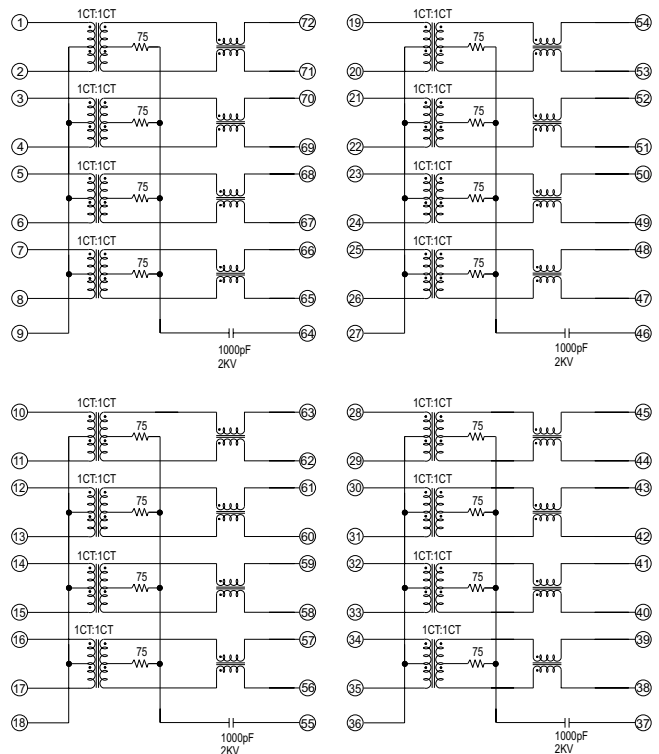 1CT:1CT
1 75 72
2 71
1CT:1CT
3 75 70
4 69
1CT:1CT
5 75 68
6 67
1CT:1CT
7 75 66
8 65
9 64
1000pF
2KV
1CT:1CT
19 75 54
20 53
1CT:1CT
21 75 52
22 51
1CT:1CT
23 75 50
24 49
1CT:1CT
25 75 48
26 47
27 46
1000pF
2KV
1CT:1CT
10 75 63
11 62
1CT:1CT
12 75 61
13 60
1CT:1CT
14 75 59
15 58
1CT:1CT
16 75 57
17 56
18 55
1000pF
2KV
1CT:1CT
28 75 45
29 44
1CT:1CT
30 75 43
31 42
1CT:1CT
32 75 41
33 40
1CT:1CT
34 75 39
35 38
36 37
1000pF
2KV